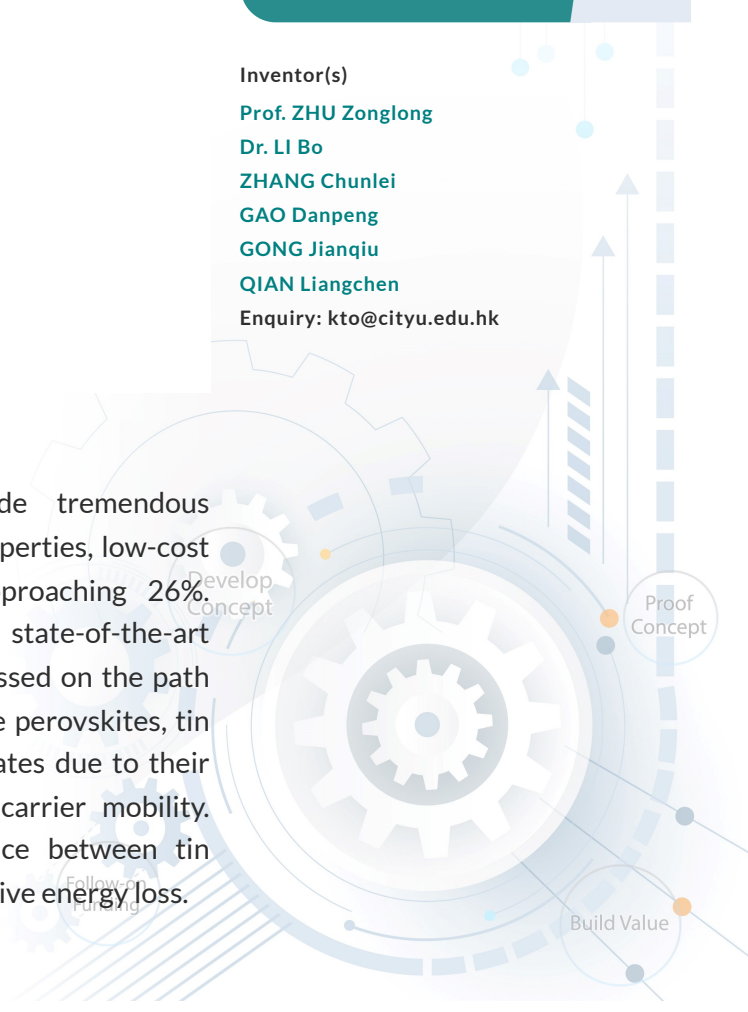 Inventor(s)
Prof. ZHU Zonglong
Dr. LI Bo
ZHANG Chunlei
GAO Danpeng
GONG Jianqiu
QIAN Liangchen
Enquiry: kto@cityu.edu.hk
de tremendous
perties, low-cost
proaching 26%.
state-of-the-art
ssed on the path
e perovskites, tin
ates due to their
carrier mobility.
ce between tin
ive energy loss.
Develop
Concept
Proof
Concept
Follow-on
Funding
Build Value